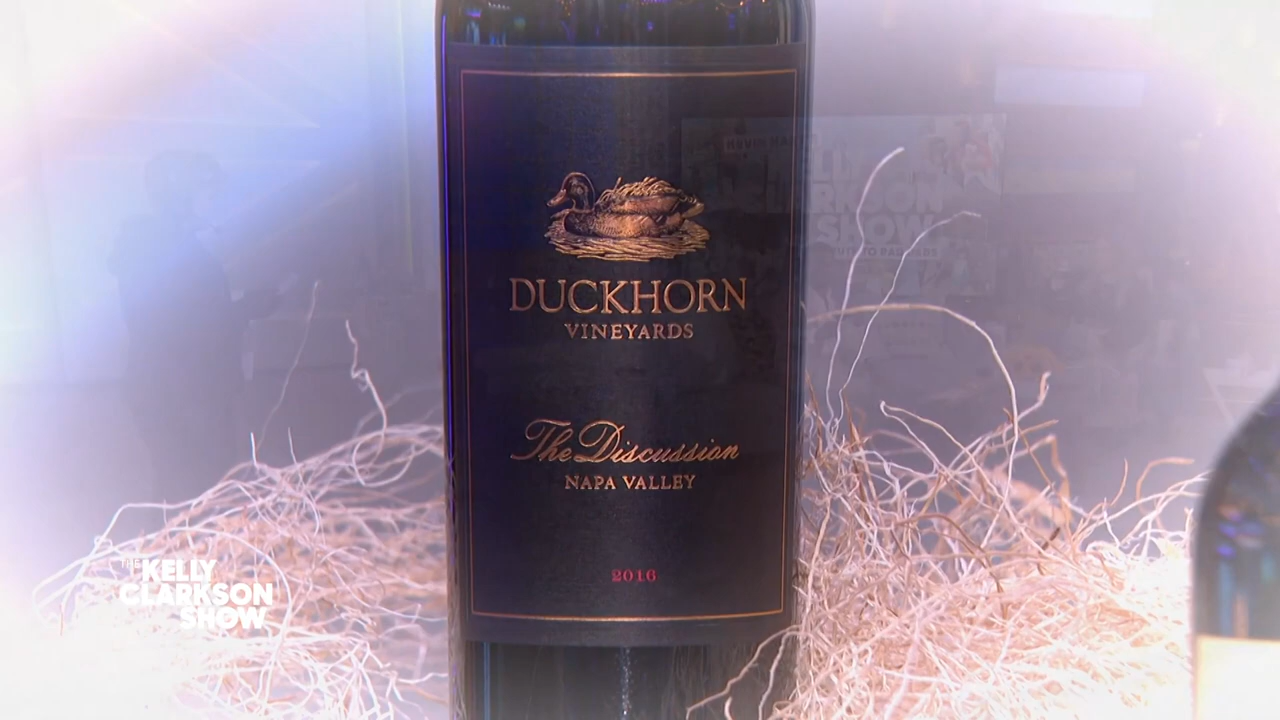 DUCKHORN
VINEYARDS
The Discussion
NAPA VALLEY
2016
THE
KELLY
CLARKSON
SHOW